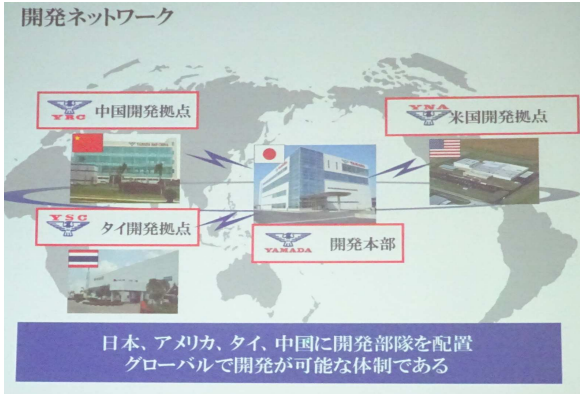 開発ネットワーク
YRC
中国開発拠点
YNA
米国開発拠点
YSC
タイ開発拠点
YAMADA
開発本部
日本、アメリカ、タイ、中国に開発部隊を配置
グローバルで開発が可能な体制である